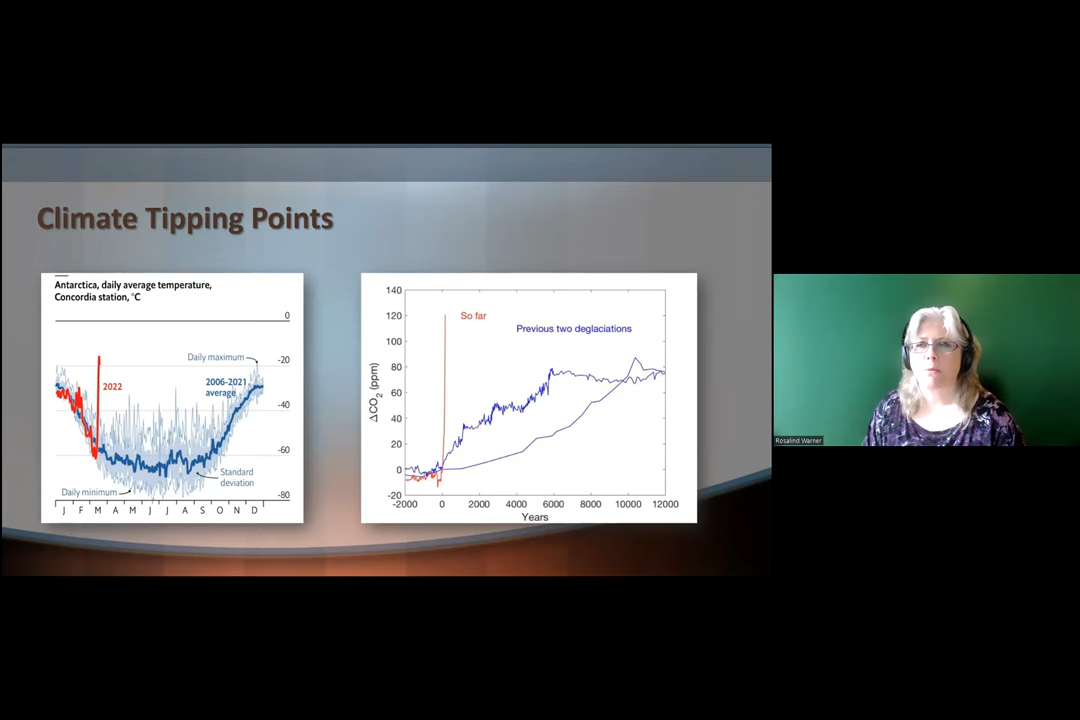 Climate Tipping Points
Antarctica, daily average temperature,
Concordia station, °C
0
Daily maximum
-20
2022
2006-2021
average
-40
-60
Standard
deviation
Daily minimum
-80
J F M A M J J A S O N D
140
120
100
80
60
40
20
0
-20
ΔCO2 (ppm)
So far
Previous two deglaciations
-2000 0 2000 4000 6000 8000 10000 12000
Years
Rosalind Warner